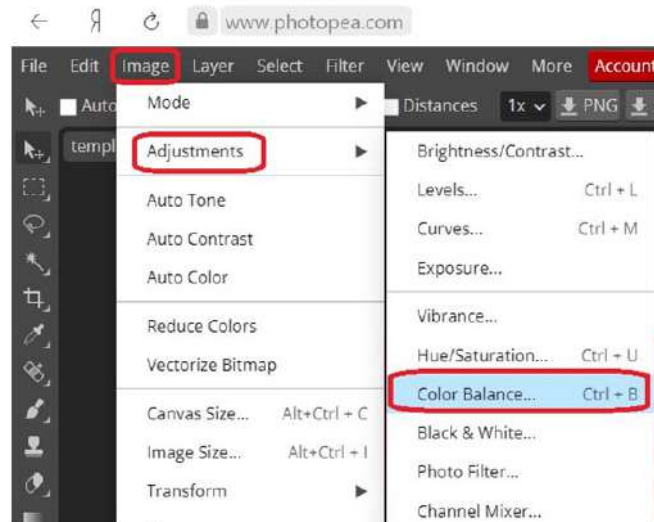 Я www.photopea.com
File Edit Image Layer Select Filter View Window More Account
Auto Distances 1x PNG
templ
Mode
Adjustments
Auto Tone
Auto Contrast
Auto Color
Reduce Colors
Vectorize Bitmap
Canvas Size... Alt+Ctrl + C
Image Size... Alt+Ctrl + I
Transform
Brightness/Contrast...
Levels... Ctrl + L
Curves... Ctrl + M
Exposure...
Vibrance...
Hue/Saturation... Ctrl + U
Color Balance... Ctrl + B
Black & White...
Photo Filter...
Channel Mixer...